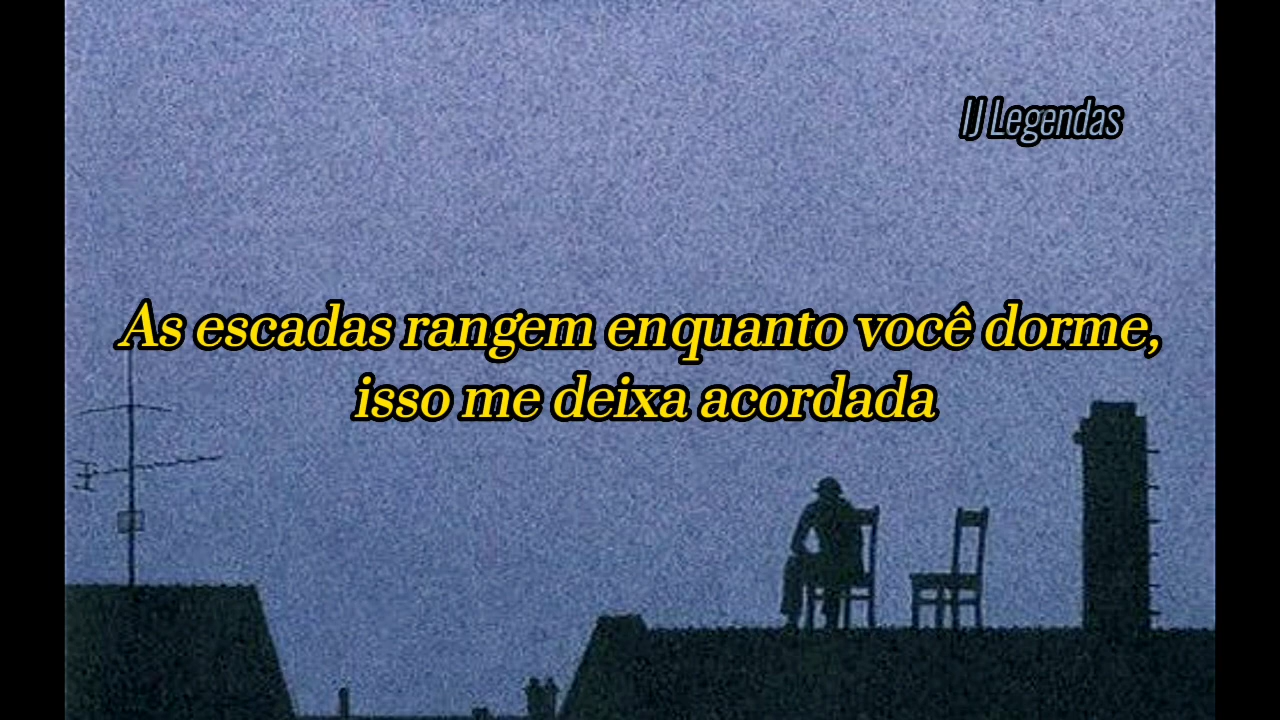 IJ Legendas
As escadas rangem enquanto você dorme,
isso me deixa acordada